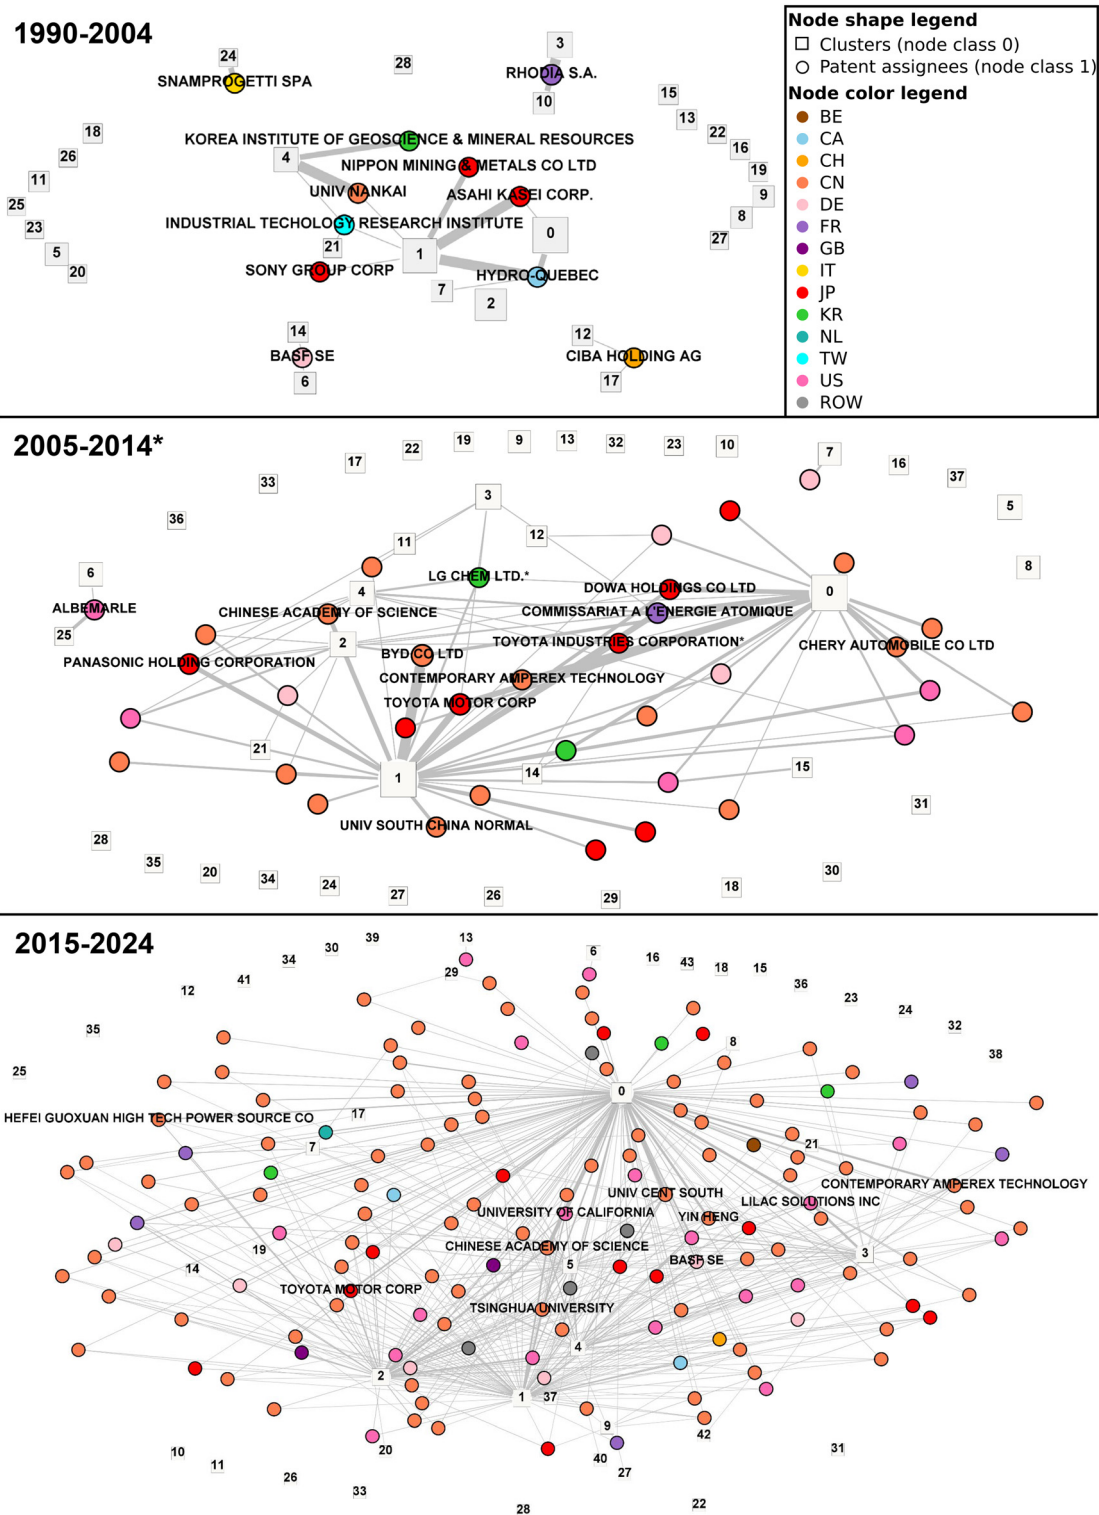 1990-2004
Node shape legend
Clusters (node class 0)
Patent assignees (node class 1)
Node color legend
BE
CA
CH
CN
DE
FR
GB
IT
JP
KR
NL
TW
US
ROW
24
28
3
SNAMPROGETTI SPA
RHODIA S.A.
10
15
13
18
22
KOREA INSTITUTE OF GEOSCIENCE & MINERAL RESOURCES
16
26
4
NIPPON MINING & METALS CO LTD
19
11
UNIV NANKAI
ASAHI KASEI CORP.
9
25
8
23
INDUSTRIAL TECHOLOGY RESEARCH INSTITUTE
0
27
21
5
1
20
SONY GROUP CORP
HYDRO-QUEBEC
7
2
14
12
BASF SE
CIBA HOLDING AG
6
17
2005-2014*
22
19
9
13
32
23
10
7
17
16
37
33
3
5
36
11
12
8
6
LG CHEM LTD.*
4
DOWA HOLDINGS CO LTD
0
ALBEMARLE
CHINESE ACADEMY OF SCIENCE
COMMISSARIAT A L'ENERGIE ATOMIQUE
25
2
TOYOTA INDUSTRIES CORPORATION*
CHERY AUTOMOBILE CO LTD
BYD CO LTD
PANASONIC HOLDING CORPORATION
CONTEMPORARY AMPEREX TECHNOLOGY
TOYOTA MOTOR CORP
21
14
15
1
31
UNIV SOUTH CHINA NORMAL
28
35
20
34
24
27
26
29
18
30
2015-2024
39
13
30
6
34
29
16
43
18
15
41
36
12
23
24
35
32
8
38
25
0
17
HEFEI GUOXUAN HIGH TECH POWER SOURCE CO
7
21
CONTEMPORARY AMPEREX TECHNOLOGY
UNIV CENT SOUTH
LILAC SOLUTIONS INC
UNIVERSITY OF CALIFORNIA
YIN HENG
19
CHINESE ACADEMY OF SCIENCE
3
BASF SE
5
14
TOYOTA MOTOR CORP
TSINGHUA UNIVERSITY
4
2
1
37
9
42
20
10
40
31
11
27
26
33
22
28